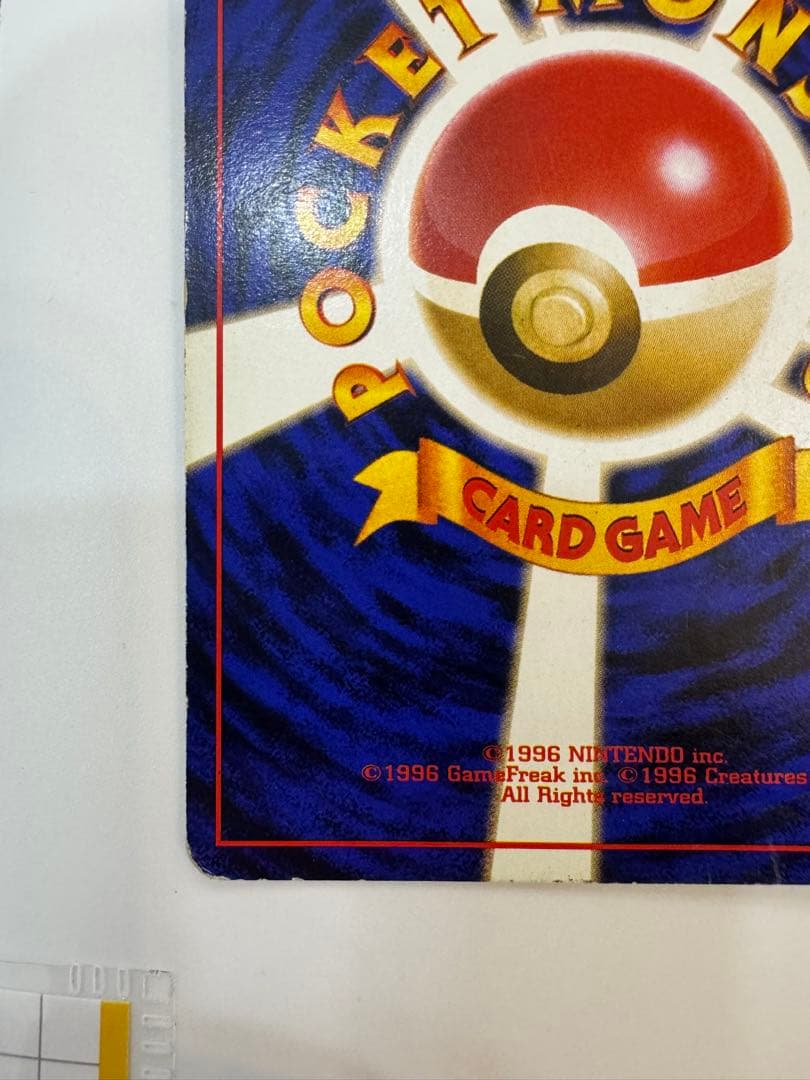 POCKET MONS
CARD GAME
©1996 NINTENDO inc.
©1996 GameFreak inc. ©1996 Creatures
All Rights reserved.